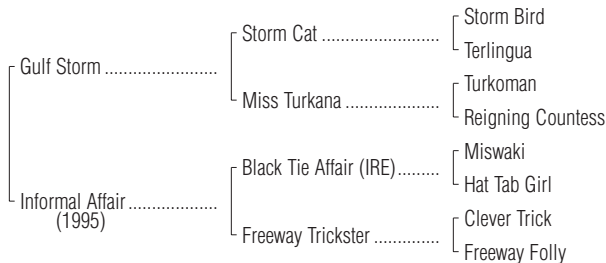 Storm Bird
Storm Cat ........................
Terlingua
Gulf Storm .......................
Turkoman
Miss Turkana ...................
Reigning Countess
Miswaki
Black Tie Affair (IRE).........
Hat Tab Girl
Informal Affair ..................
(1995)
Clever Trick
Freeway Trickster .............
Freeway Folly